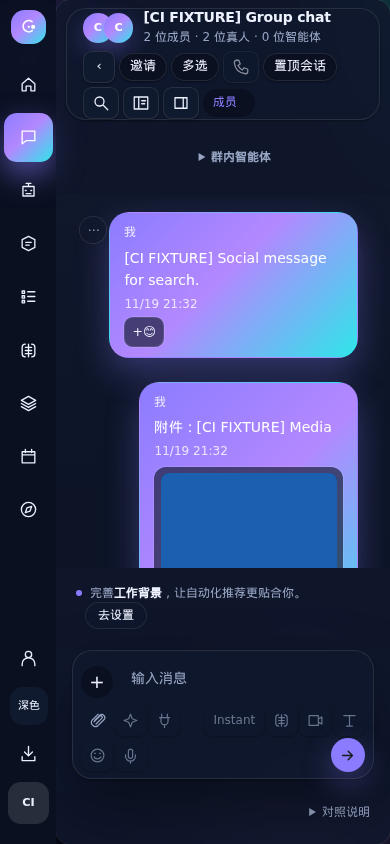 C C
[CI FIXTURE] Group chat
2 位成员 · 2 位真人 · 0 位智能体
‹ 邀请 多选 置顶会话
成员
▶ 群内智能体
···
我
[CI FIXTURE] Social message
for search.
11/19 21:32
+😊
我
附件：[CI FIXTURE] Media
11/19 21:32
完善工作背景，让自动化推荐更贴合你。
去设置
深色
CI
+ 输入消息
Instant
▶ 对照说明